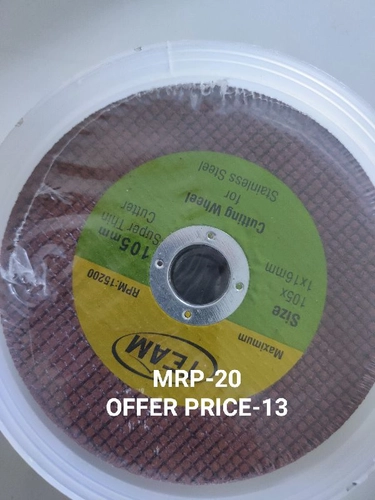 TEAM
Maximum
RPM:15200
Size
105x
1x16mm
105mm
Super Thin
Cutter
Cutting Wheel
for
Stainless Steel
MRP-20
OFFER PRICE-13